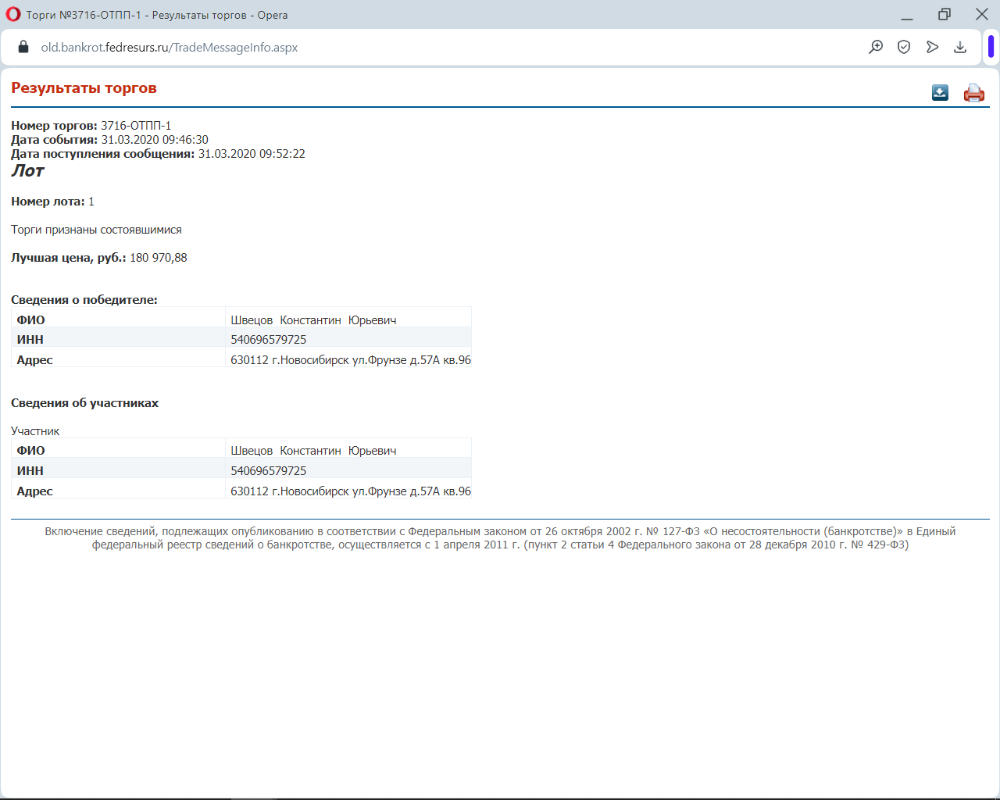 Торги №3716-ОТПП-1 - Результаты торгов - Opera
old.bankrot.fedresurs.ru/TradeMessageInfo.aspx
Результаты торгов
Номер торгов: 3716-ОТПП-1
Дата события: 31.03.2020 09:46:30
Дата поступления сообщения: 31.03.2020 09:52:22
Лот
Номер лота: 1
Торги признаны состоявшимися
Лучшая цена, руб.: 180 970,88
Сведения о победителе:
ФИО Швецов Константин Юрьевич
ИНН 540696579725
Адрес 630112 г.Новосибирск ул.Фрунзе д.57А кв.96
Сведения об участниках
Участник
ФИО Швецов Константин Юрьевич
ИНН 540696579725
Адрес 630112 г.Новосибирск ул.Фрунзе д.57А кв.96
Включение сведений, подлежащих опубликованию в соответствии с Федеральным законом от 26 октября 2002 г. № 127-ФЗ «О несостоятельности (банкротстве)» в Единый
федеральный реестр сведений о банкротстве, осуществляется с 1 апреля 2011 г. (пункт 2 статьи 4 Федерального закона от 28 декабря 2010 г. № 429-ФЗ)